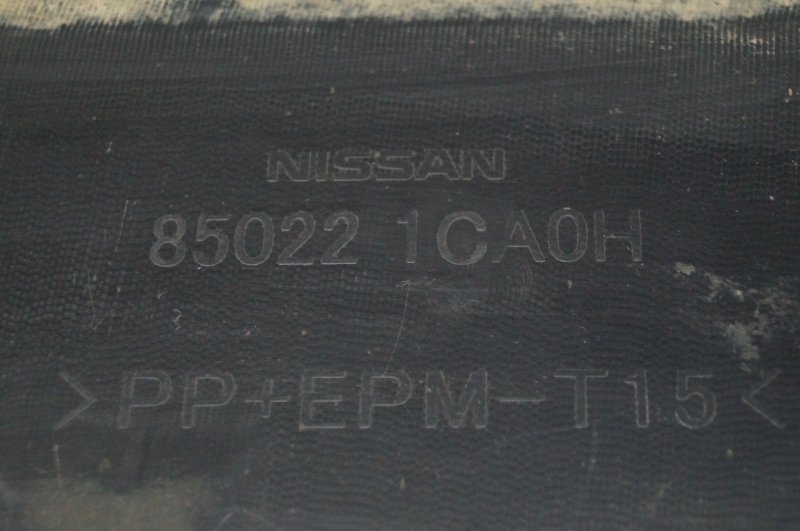 NISSAN
85022 1CA0H
>PP+EPM-T15<